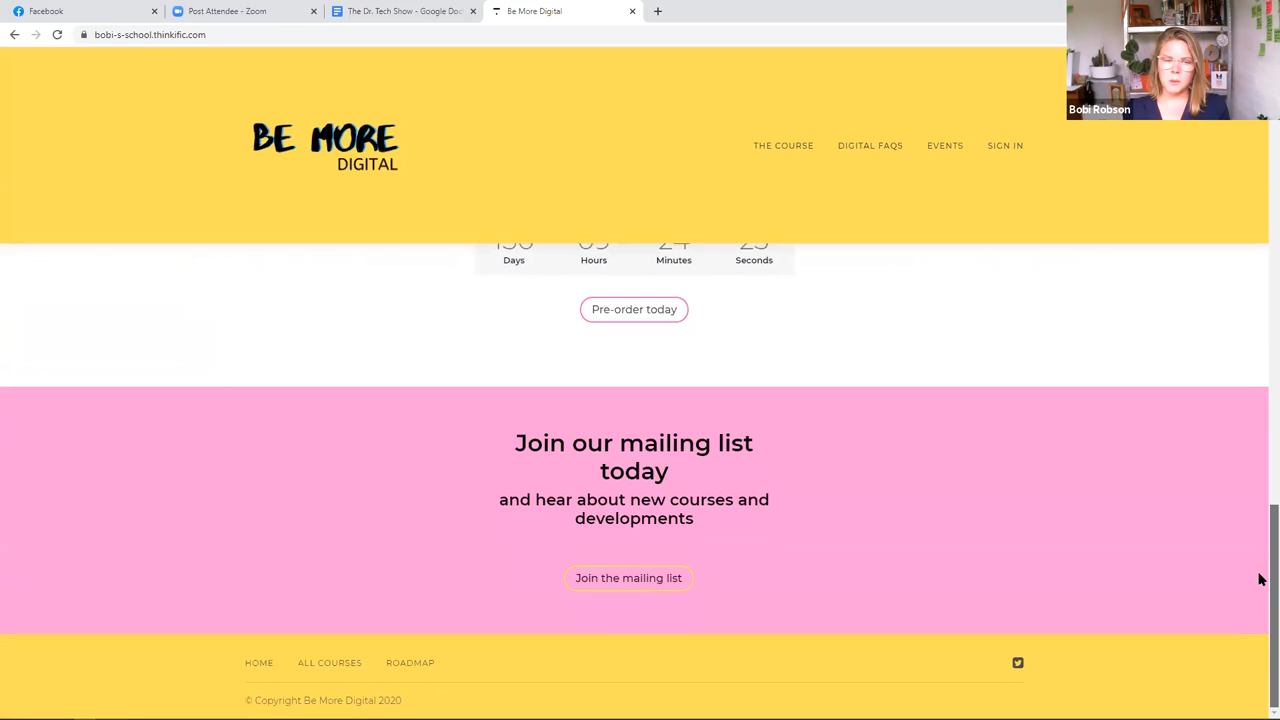 Facebook
Post Attendee - Zoom
The Dr. Tech Show - Google Doc
Be More Digital
bobi-s-school.thinkific.com
Bobi Robson
BE MORE
DIGITAL
THE COURSE DIGITAL FAQS EVENTS SIGN IN
Days Hours Minutes Seconds
Pre-order today
Join our mailing list
today
and hear about new courses and
developments
Join the mailing list
HOME ALL COURSES ROADMAP
© Copyright Be More Digital 2020